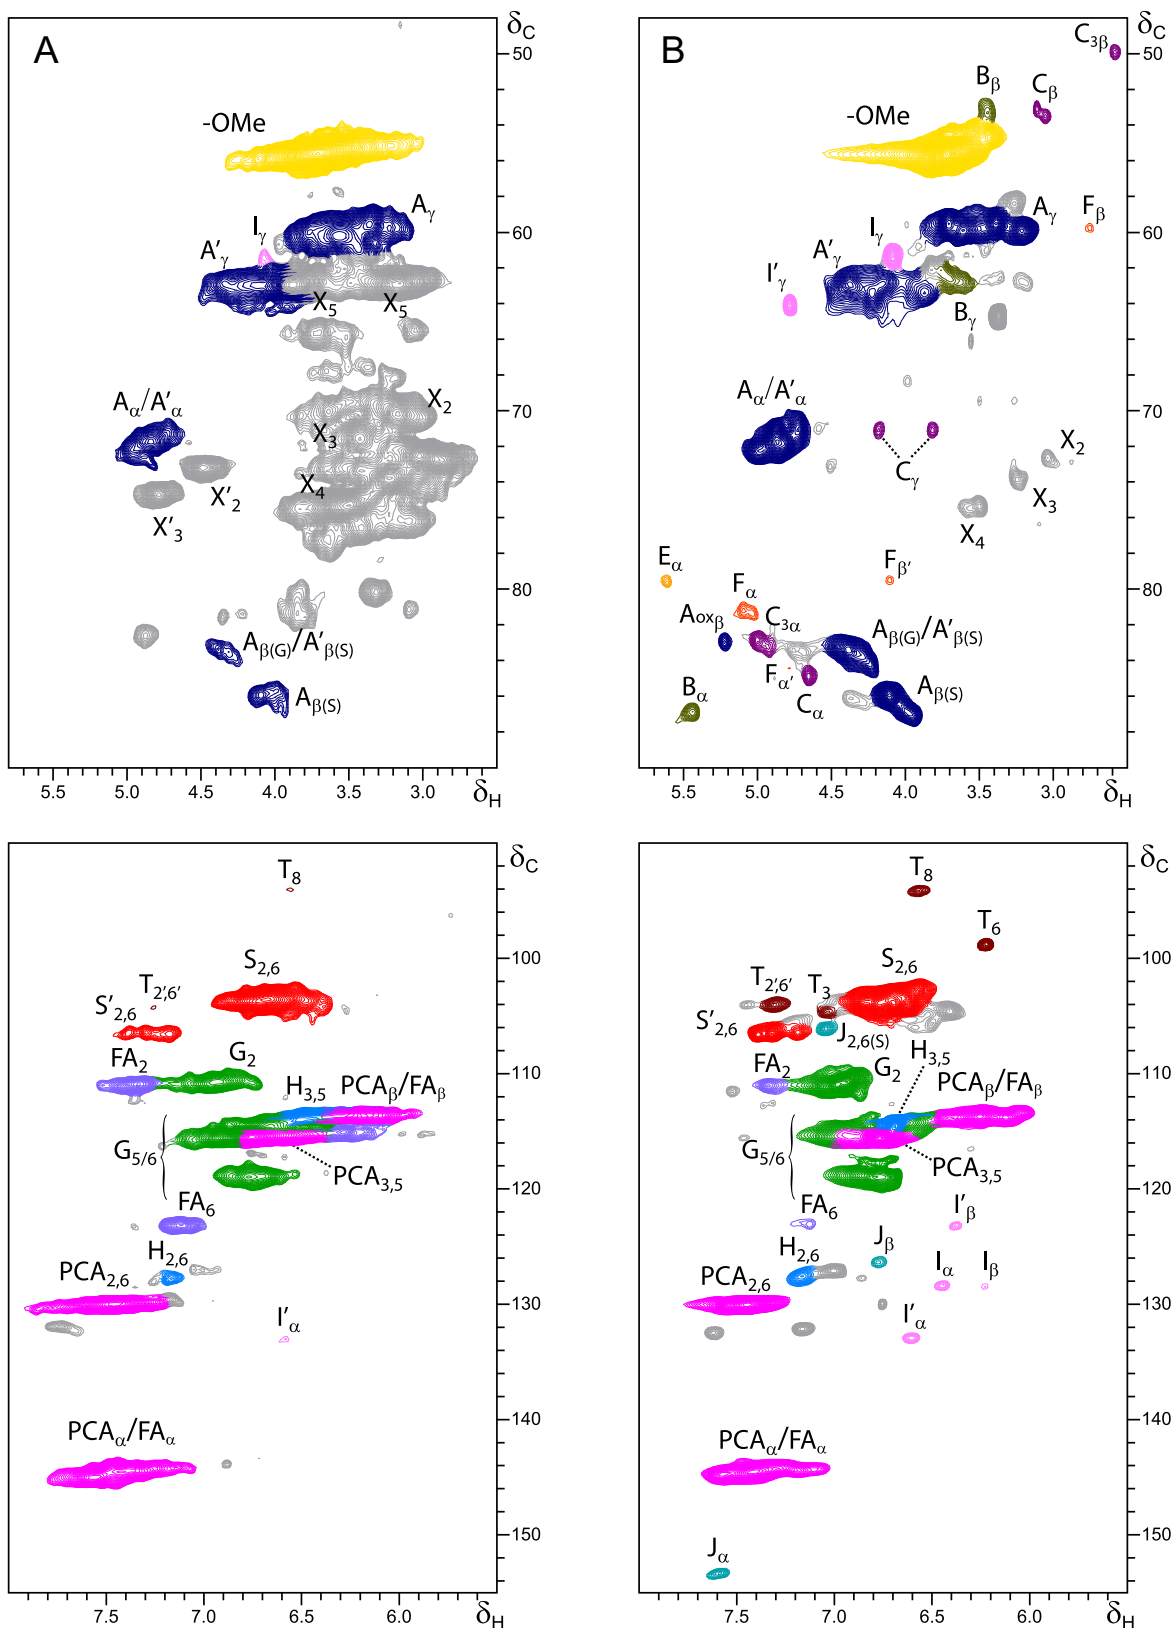 A
δC
50
60
70
80
-OMe
Aγ
Iγ
A'γ
X5
X5
Aα/A'α
X2
X3
X'2
X4
X'3
Aβ(G)/A'β(S)
Aβ(S)
5.5 5.0 4.5 4.0 3.5 3.0
δH
B
δC
50
60
70
80
C3β
Bβ
Cβ
-OMe
Aγ
Fβ
Iγ
A'γ
I'γ
Bγ
Aα/A'α
X2
Cγ
X3
X4
Eα
Fβ'
Fα
Aoxβ
C3α
Aβ(G)/A'β(S)
Fα'
Bα
Cα
Aβ(S)
5.5 5.0 4.5 4.0 3.5 3.0
δH
δC
100
110
120
130
140
150
T8
S2,6
T2',6'
S'2,6
FA2
G2
H3,5
PCAβ/FAβ
G5/6
PCA3,5
FA6
H2,6
PCA2,6
I'α
PCAα/FAα
7.5 7.0 6.5 6.0
δH
δC
100
110
120
130
140
150
T8
T6
S2,6
T2',6'
T3
S'2,6
J2,6(S)
H3,5
FA2
G2
PCAβ/FAβ
G5/6
PCA3,5
FA6
I'β
Jβ
H2,6
Iα
Iβ
PCA2,6
I'α
PCAα/FAα
Jα
7.5 7.0 6.5 6.0
δH